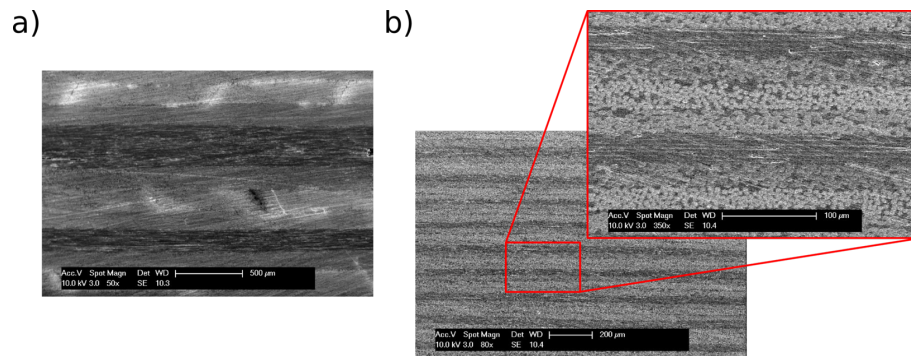 a)
b)
Acc.V Spot Magn Det WD 500 µm
10.0 kV 3.0 50x SE 10.3
Acc.V Spot Magn Det WD 100 µm
10.0 kV 3.0 350x SE 10.4
Acc.V Spot Magn Det WD 200 µm
10.0 kV 3.0 80x SE 10.4